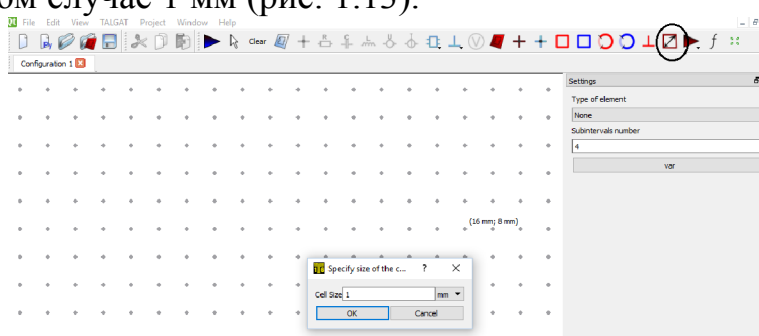 ом случае 1 мм (рис. 1.13).
File Edit View TALGAT Project Window Help
Py Clear f
Configuration 1
Settings
Type of element
None
Subintervals number
4
var
(16 mm; 8 mm)
Specify size of the c... ? ×
Cell Size 1 mm
OK Cancel